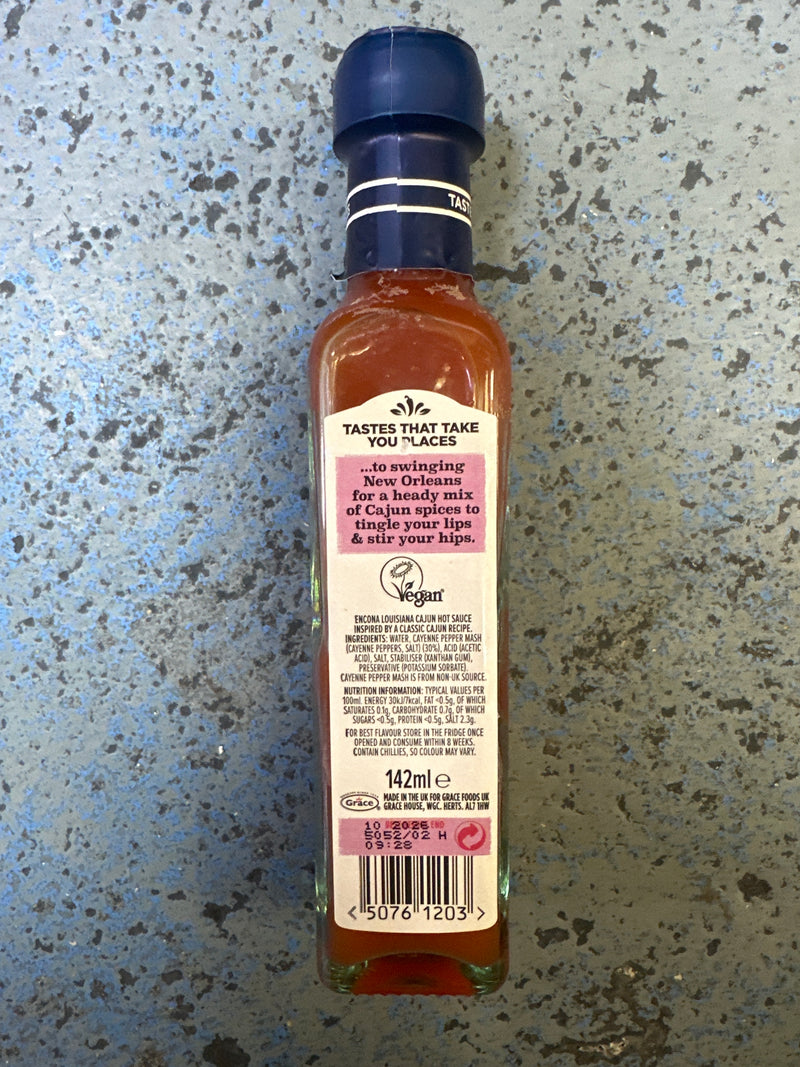 TAST
TASTES THAT TAKE
YOU PLACES
...to swinging
New Orleans
for a heady mix
of Cajun spices to
tingle your lips
& stir your hips.
Vegan
ENCONA LOUISIANA CAJUN HOT SAUCE
INSPIRED BY A CLASSIC CAJUN RECIPE.
INGREDIENTS: WATER, CAYENNE PEPPER MASH
(CAYENNE PEPPERS, SALT) (30%), ACID (ACETIC
ACID), SALT, STABILISER (XANTHAN GUM),
PRESERVATIVE (POTASSIUM SORBATE).
CAYENNE PEPPER MASH IS FROM NON-UK SOURCE.
NUTRITION INFORMATION: TYPICAL VALUES PER
100ml. ENERGY 30kJ/7kcal, FAT <0.5g, OF WHICH
SATURATES 0.1g, CARBOHYDRATE 0.7g, OF WHICH
SUGARS <0.5g, PROTEIN <0.5g, SALT 2.3g.
FOR BEST FLAVOUR STORE IN THE FRIDGE ONCE
OPENED AND CONSUME WITHIN 8 WEEKS.
CONTAIN CHILLIES, SO COLOUR MAY VARY.
142ml e
Grace
MADE IN THE UK FOR GRACE FOODS UK
GRACE HOUSE, WGC. HERTS. AL7 1HW
10 2026 END
5052/02 H
09:28
< 5076 1203 >